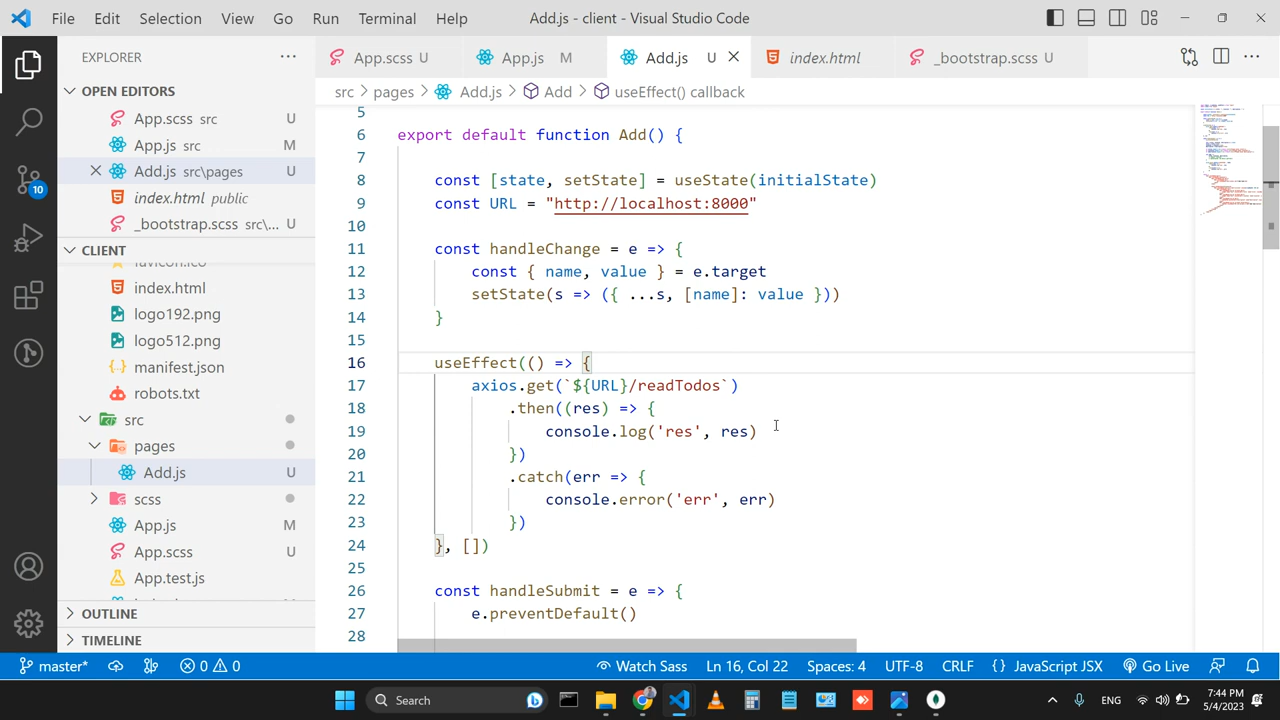 File Edit Selection View Go Run Terminal Help Add.js - client - Visual Studio Code
EXPLORER
OPEN EDITORS
App.scss src U
App.js src M
Add.js src\pages U
index.html public
_bootstrap.scss src\... U
CLIENT
favicon.ico
index.html
logo192.png
logo512.png
manifest.json
robots.txt
src
pages
Add.js U
scss
App.js M
App.scss U
App.test.js U
OUTLINE
TIMELINE
10
App.scss U App.js M Add.js U index.html _bootstrap.scss U
src pages Add.js Add useEffect() callback
5
6 export default function Add() {
7
8 const [state, setState] = useState(initialState)
9 const URL = "http://localhost:8000"
10
11 const handleChange = e => {
12 const { name, value } = e.target
13 setState(s => ({ ...s, [name]: value }))
14 }
15
16 useEffect(() => {
17 axios.get(`${URL}/readTodos`)
18 .then((res) => {
19 console.log('res', res)
20 })
21 .catch(err => {
22 console.error('err', err)
23 })
24 }, [])
25
26 const handleSubmit = e => {
27 e.preventDefault()
28
master* 0 0 Watch Sass Ln 16, Col 22 Spaces: 4 UTF-8 CRLF {} JavaScript JSX Go Live
Search ENG 7:44 PM
5/4/2023